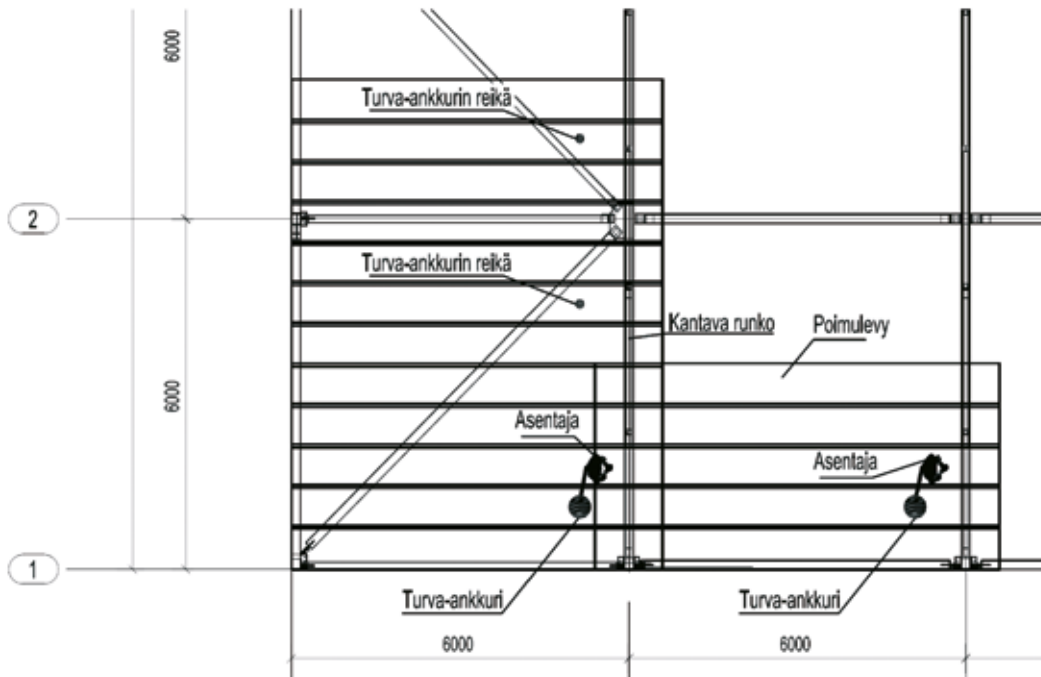 6000
Turva-ankkurin reikä
2
Turva-ankkurin reikä
Kantava runko
Poimulevy
6000
Asentaja
Asentaja
1
Turva-ankkuri
Turva-ankkuri
6000
6000